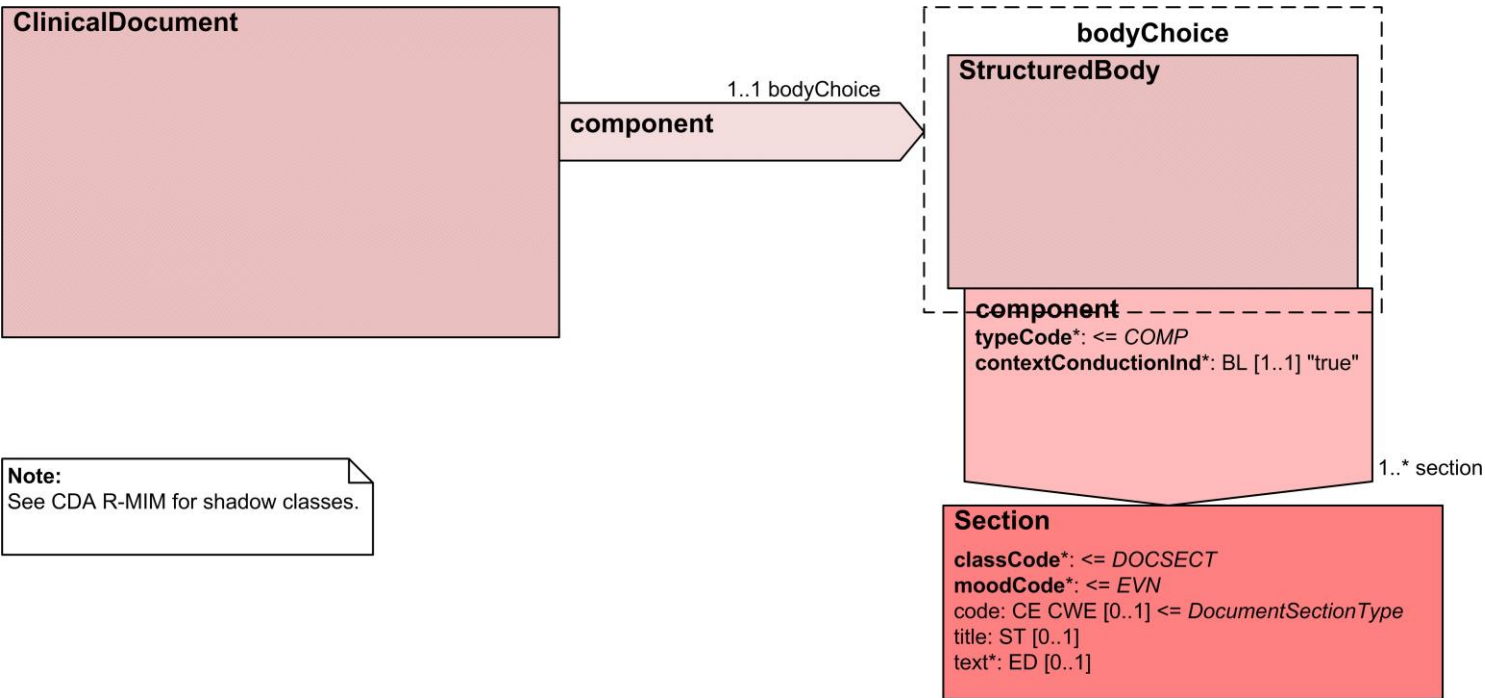 ClinicalDocument
bodyChoice
StructuredBody
1..1 bodyChoice
component
component
typeCode*: <= COMP
contextConductionInd*: BL [1..1] "true"
1..* section
Note:
See CDA R-MIM for shadow classes.
Section
classCode*: <= DOCSECT
moodCode*: <= EVN
code: CE CWE [0..1] <= DocumentSectionType
title: ST [0..1]
text*: ED [0..1]